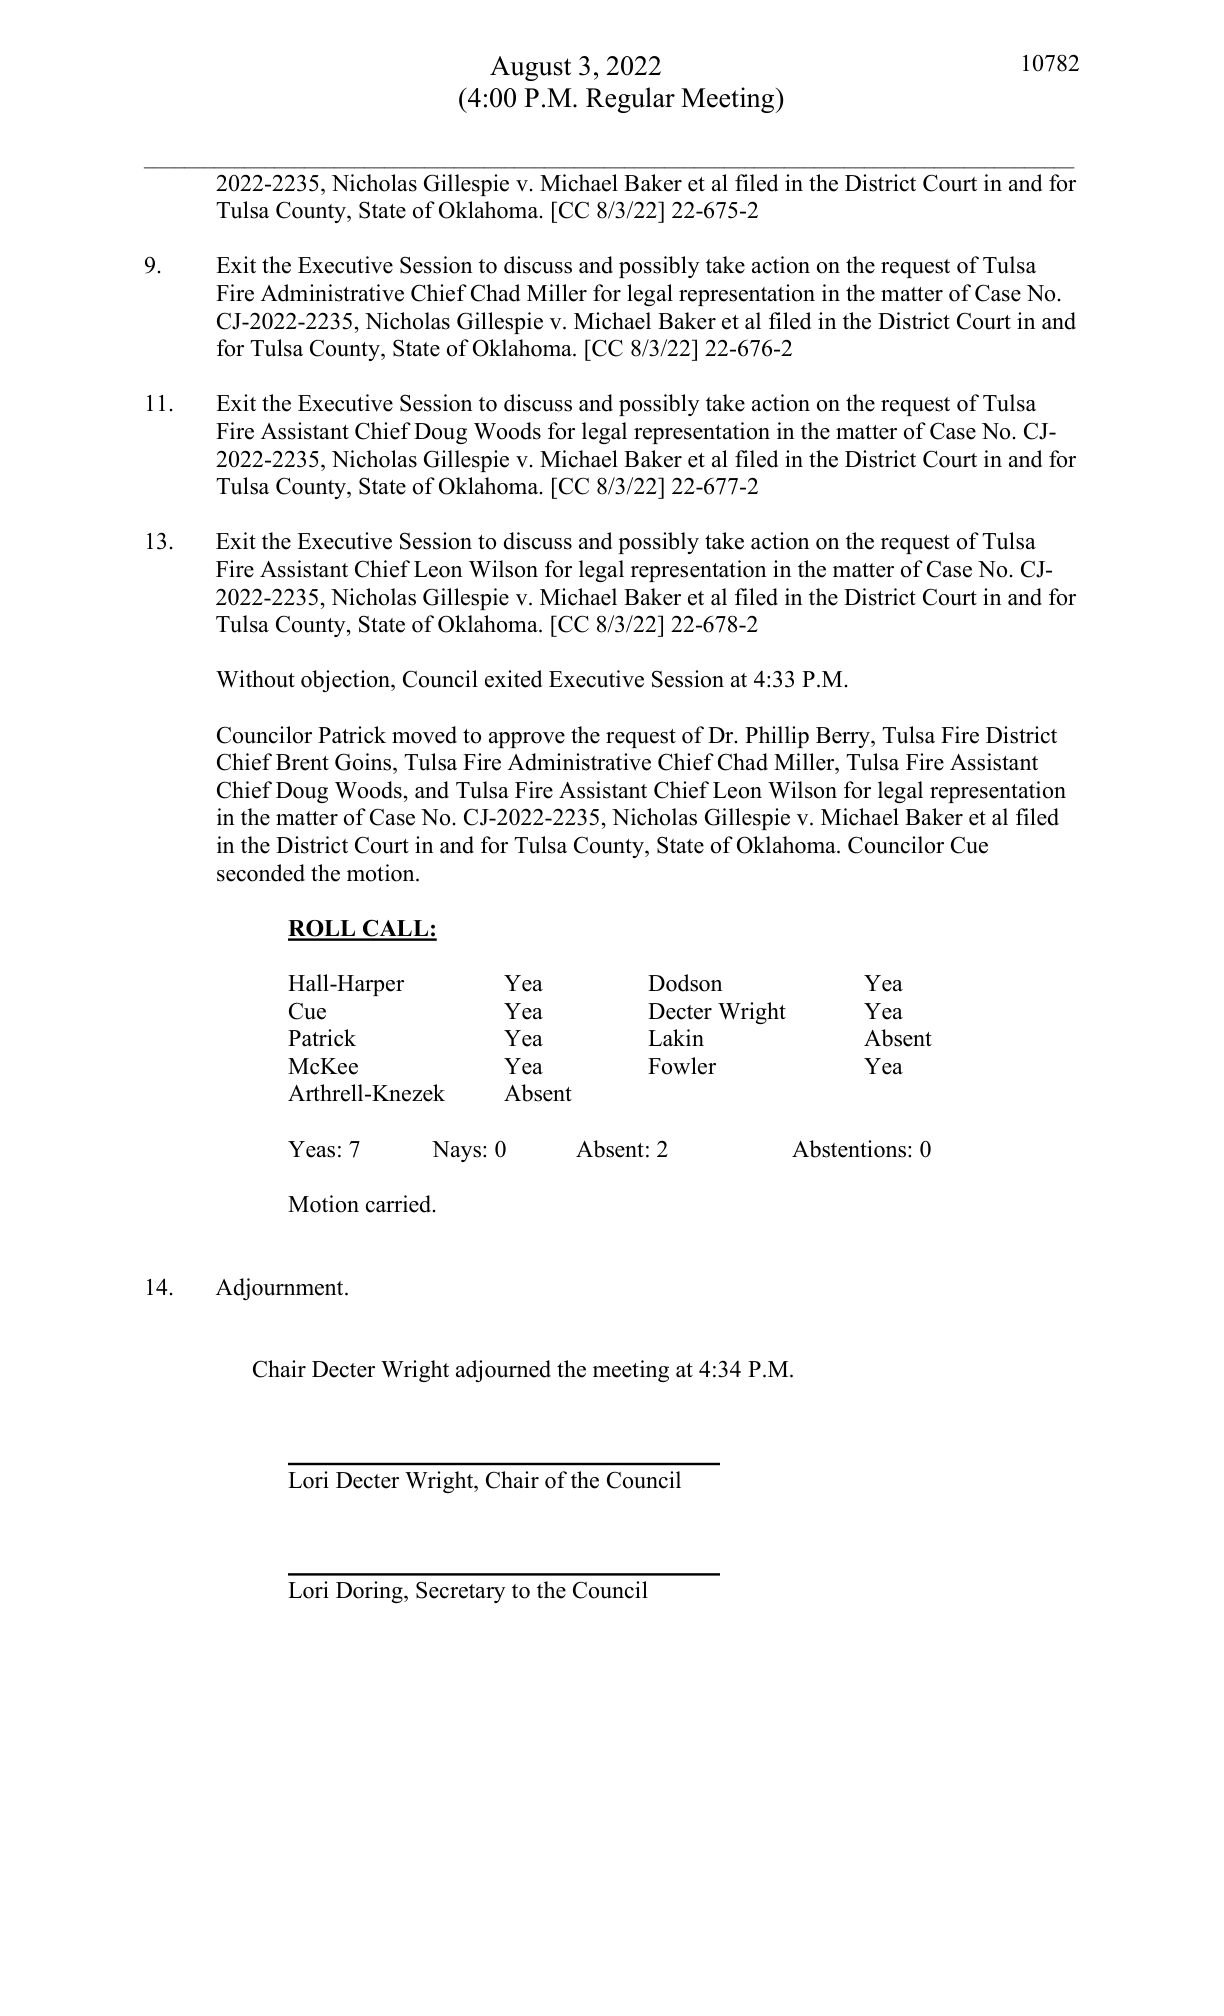 August 3, 2022 10782
(4:00 P.M. Regular Meeting)
2022-2235, Nicholas Gillespie v. Michael Baker et al filed in the District Court in and for
Tulsa County, State of Oklahoma. [CC 8/3/22] 22-675-2
9. Exit the Executive Session to discuss and possibly take action on the request of Tulsa
Fire Administrative Chief Chad Miller for legal representation in the matter of Case No.
CJ-2022-2235, Nicholas Gillespie v. Michael Baker et al filed in the District Court in and
for Tulsa County, State of Oklahoma. [CC 8/3/22] 22-676-2
11. Exit the Executive Session to discuss and possibly take action on the request of Tulsa
Fire Assistant Chief Doug Woods for legal representation in the matter of Case No. CJ-
2022-2235, Nicholas Gillespie v. Michael Baker et al filed in the District Court in and for
Tulsa County, State of Oklahoma. [CC 8/3/22] 22-677-2
13. Exit the Executive Session to discuss and possibly take action on the request of Tulsa
Fire Assistant Chief Leon Wilson for legal representation in the matter of Case No. CJ-
2022-2235, Nicholas Gillespie v. Michael Baker et al filed in the District Court in and for
Tulsa County, State of Oklahoma. [CC 8/3/22] 22-678-2
Without objection, Council exited Executive Session at 4:33 P.M.
Councilor Patrick moved to approve the request of Dr. Phillip Berry, Tulsa Fire District
Chief Brent Goins, Tulsa Fire Administrative Chief Chad Miller, Tulsa Fire Assistant
Chief Doug Woods, and Tulsa Fire Assistant Chief Leon Wilson for legal representation
in the matter of Case No. CJ-2022-2235, Nicholas Gillespie v. Michael Baker et al filed
in the District Court in and for Tulsa County, State of Oklahoma. Councilor Cue
seconded the motion.
ROLL CALL:
Hall-Harper Yea Dodson Yea
Cue Yea Decter Wright Yea
Patrick Yea Lakin Absent
McKee Yea Fowler Yea
Arthrell-Knezek Absent
Yeas: 7 Nays: 0 Absent: 2 Abstentions: 0
Motion carried.
14. Adjournment.
Chair Decter Wright adjourned the meeting at 4:34 P.M.
Lori Decter Wright, Chair of the Council
Lori Doring, Secretary to the Council